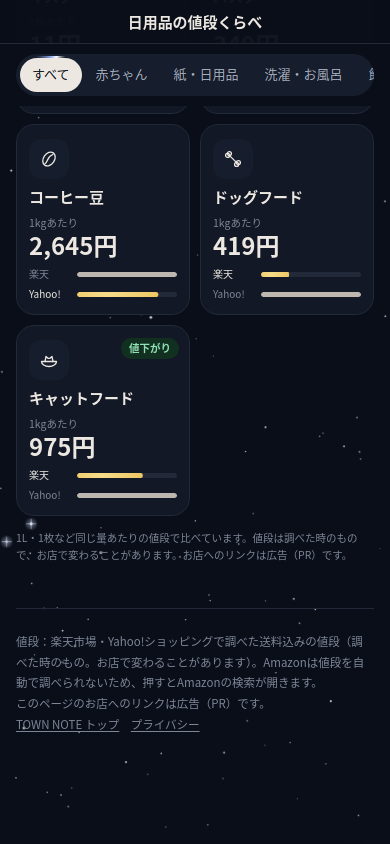 日用品の値段くらべ
すべて
赤ちゃん
紙・日用品
洗濯・お風呂
コーヒー豆
1kgあたり
2,645円
楽天
Yahoo!
ドッグフード
1kgあたり
419円
楽天
Yahoo!
値下がり
キャットフード
1kgあたり
975円
楽天
Yahoo!
1L・1枚など同じ量あたりの値段で比べています。値段は調べた時のもの
で、お店で変わることがあります。お店へのリンクは広告（PR）です。
値段：楽天市場・Yahoo!ショッピングで調べた送料込みの値段（調
べた時のもの。お店で変わることがあります）。Amazonは値段を自
動で調べられないため、押すとAmazonの検索が開きます。
このページのお店へのリンクは広告（PR）です。
TOWN NOTE トップ プライバシー